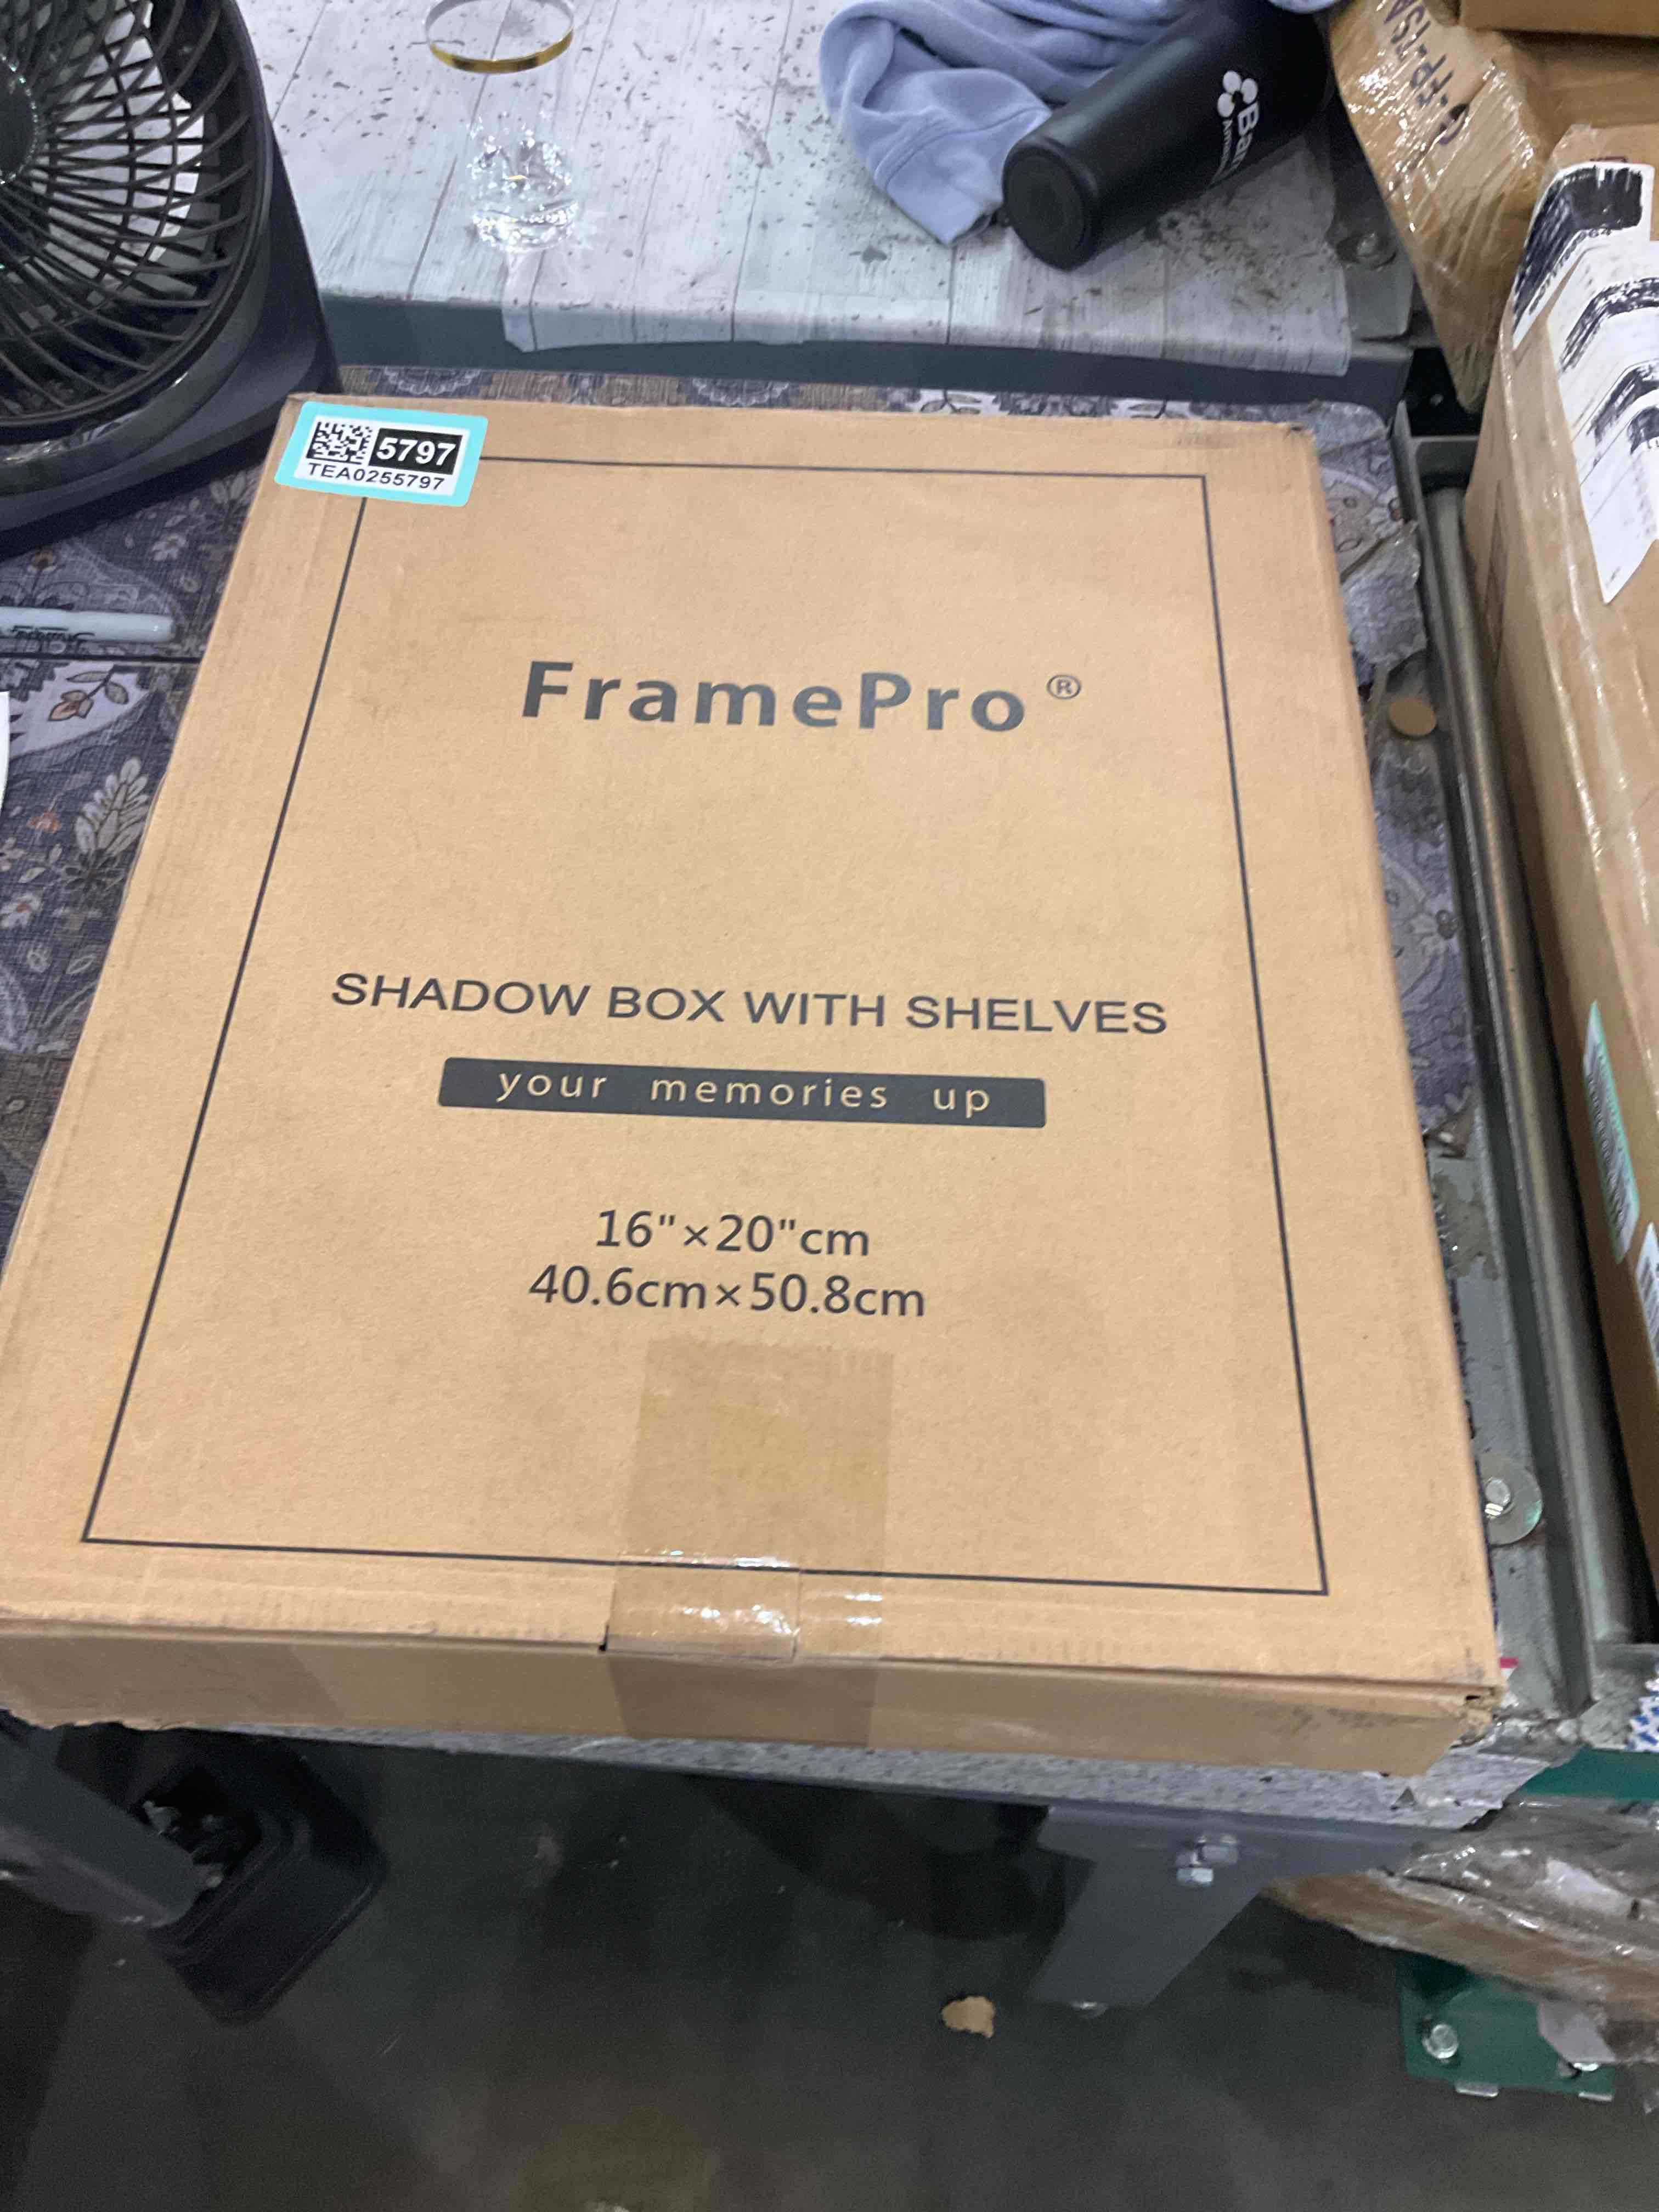 5797
TEA0255797
FramePro®
SHADOW BOX WITH SHELVES
your memories up
16"×20"cm
40.6cm×50.8cm